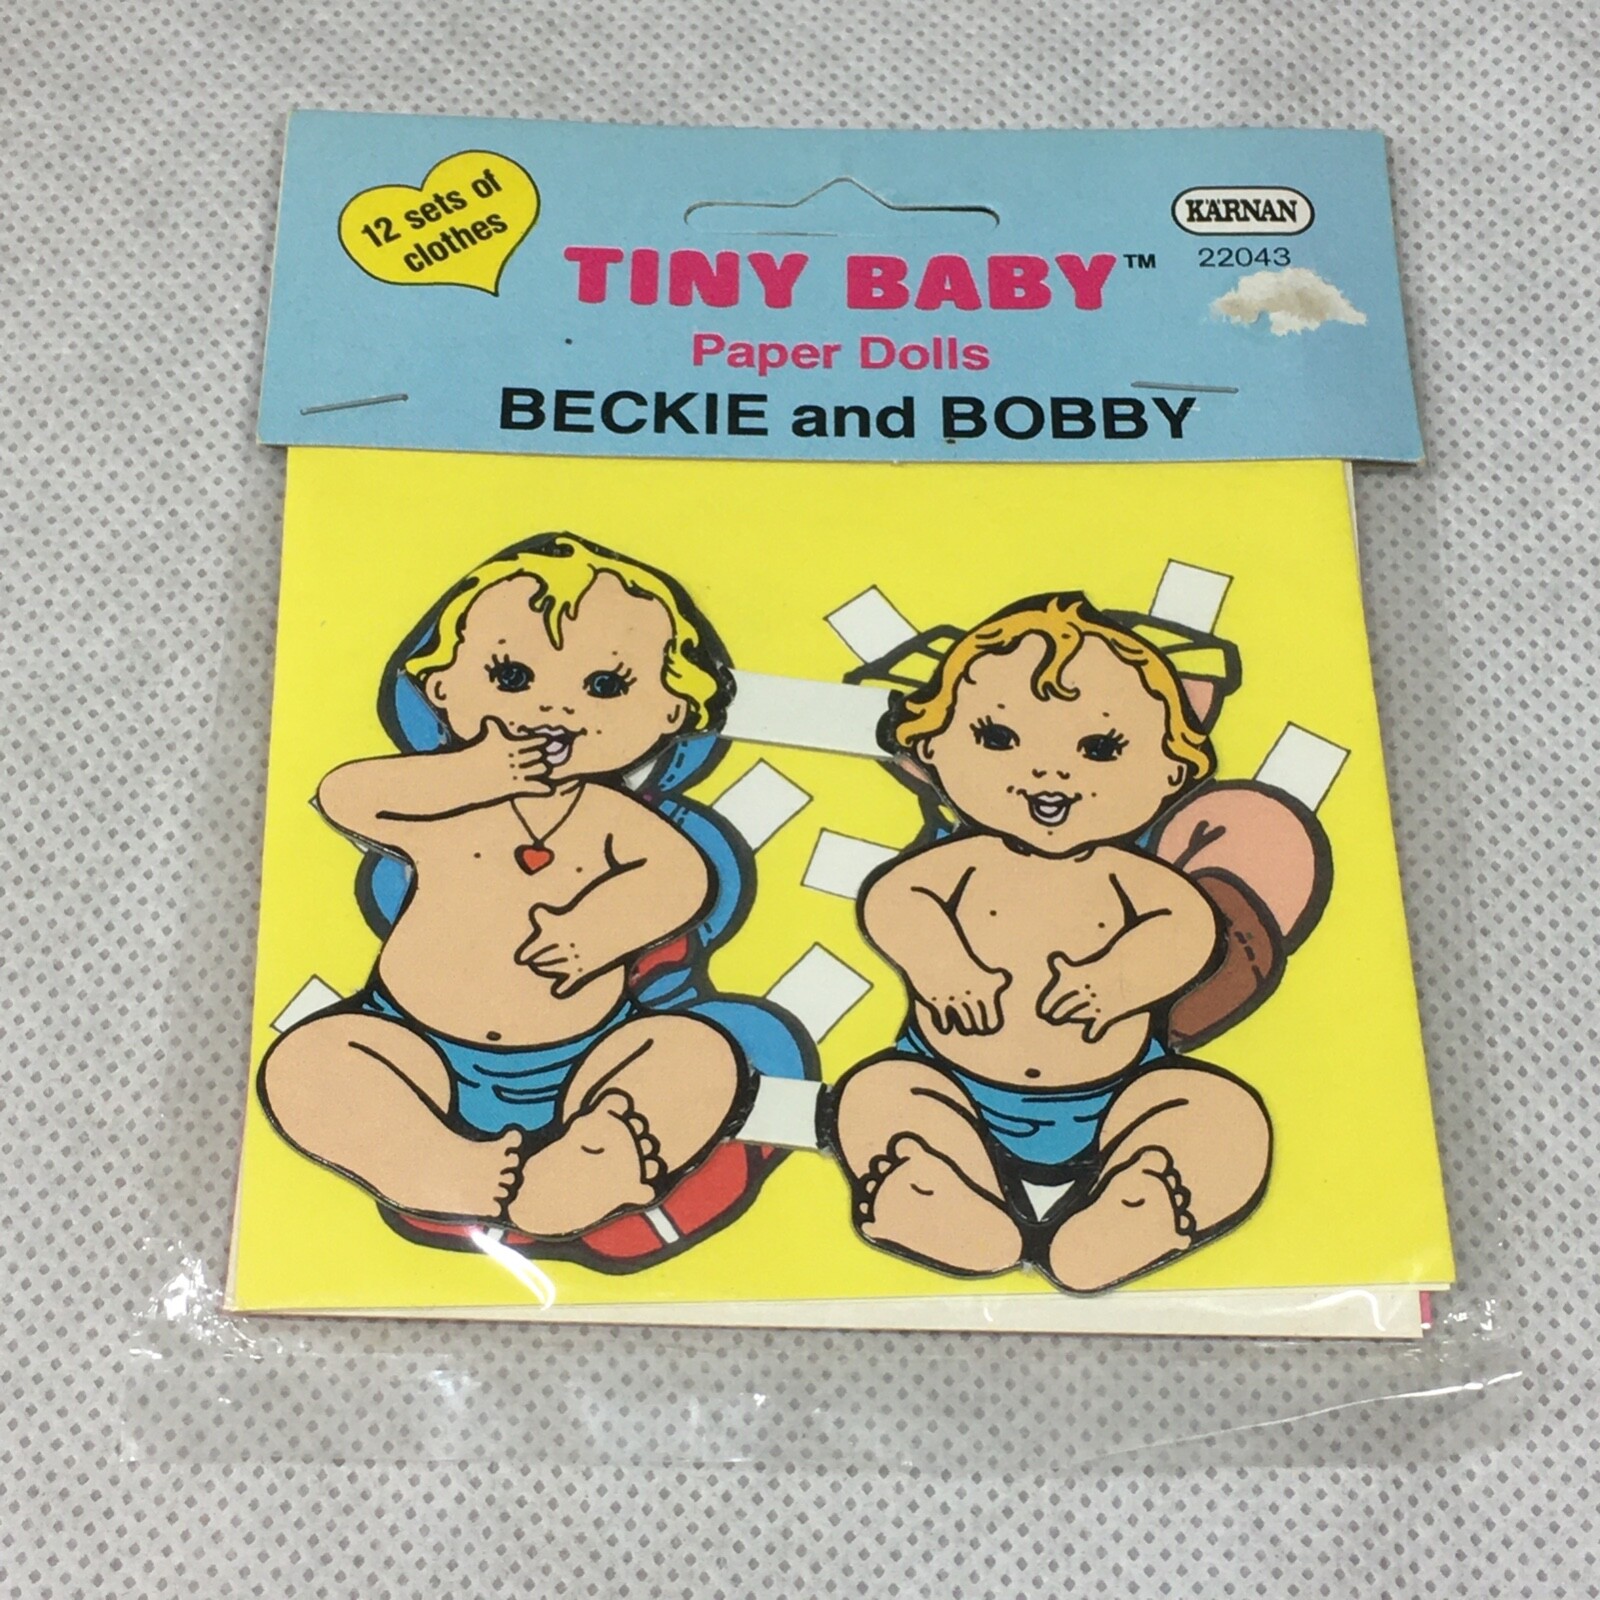 12 sets of
clothes
KÄRNAN
22043
TINY BABY™
Paper Dolls
BECKIE and BOBBY